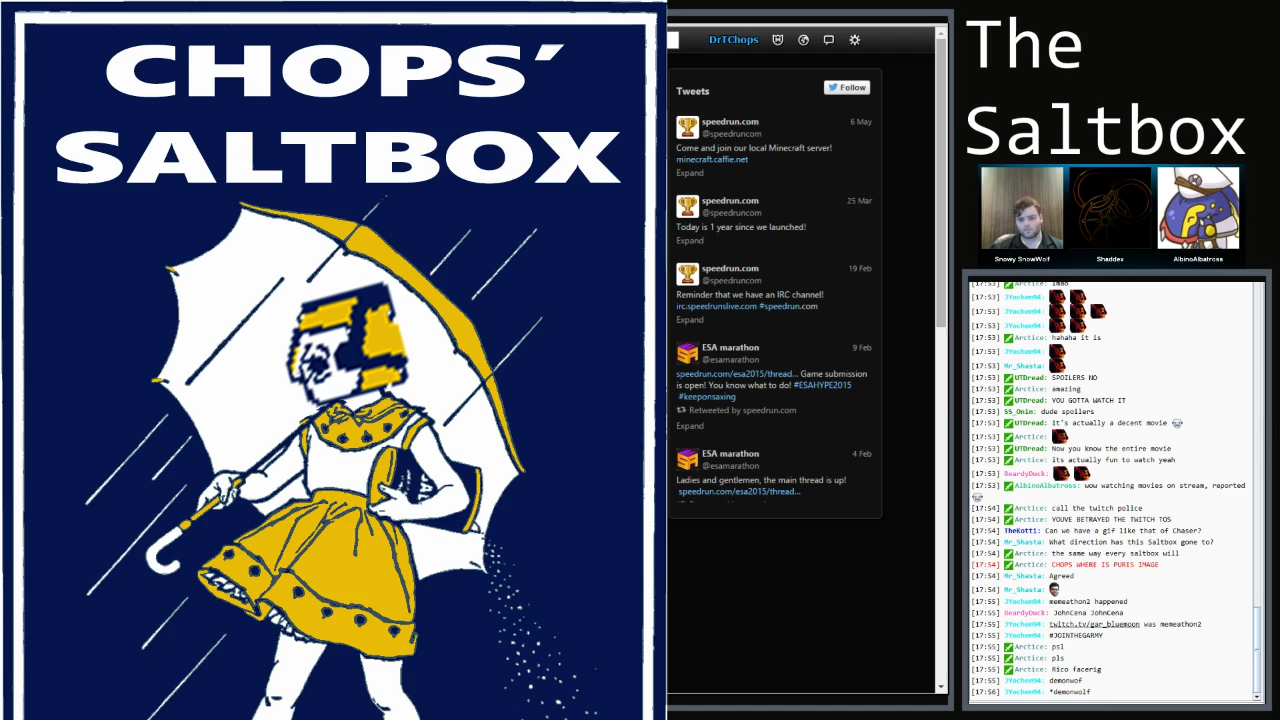 CHOPS'
SALTBOX
DrTChops
Tweets
Follow
speedrun.com
6 May
@speedruncom
Come and join our local Minecraft server!
minecraft.caffie.net
Expand
speedrun.com
25 Mar
@speedruncom
Today is 1 year since we launched!
Expand
speedrun.com
19 Feb
@speedruncom
Reminder that we have an IRC channel!
irc.speedrunslive.com #speedrun.com
Expand
ESA marathon
9 Feb
@esamarathon
speedrun.com/esa2015/thread... Game submission
is open! You know what to do! #ESAHYPE2015
#keeponsaxing
Retweeted by speedrun.com
Expand
ESA marathon
4 Feb
@esamarathon
Ladies and gentlemen, the main thread is up!
speedrun.com/esa2015/thread...
The
Saltbox
Snowy SnowWolf
Shaddex
AlbinoAlbatross
[17:53] Arctice: lmao
[17:53] JYochem94:
[17:53] JYochem94:
[17:53] JYochem94:
[17:53] Arctice: hahaha it is
[17:53] JYochem94:
[17:53] Mr_Shasta:
[17:53] UTDread: SPOILERS NO
[17:53] Arctice: amazing
[17:53] UTDread: YOU GOTTA WATCH IT
[17:53] SS_Onim: dude spoilers
[17:53] UTDread: It's actually a decent movie
[17:53] Arctice:
[17:53] UTDread: Now you know the entire movie
[17:53] Arctice: its actually fun to watch yeah
[17:53] BeardyDuck:
[17:53] AlbinoAlbatross: wow watching movies on stream, reported
[17:54] Arctice: call the twitch police
[17:54] Arctice: YOUVE BETRAYED THE TWITCH TOS
[17:54] TheKotti: Can we have a gif like that of Chaser?
[17:54] Mr_Shasta: What direction has this Saltbox gone to?
[17:54] Arctice: the same way every saltbox will
[17:54] Arctice: CHOPS WHERE IS PURIS IMAGE
[17:54] Mr_Shasta: Agreed
[17:54] Mr_Shasta:
[17:55] JYochem94: memeathon2 happened
[17:55] BeardyDuck: JohnCena JohnCena
[17:55] JYochem94: twitch.tv/gar_bluemoon was memeathon2
[17:55] JYochem94: #JOINTHEGARMY
[17:55] Arctice: psl
[17:55] Arctice: pls
[17:55] Arctice: Rico facerig
[17:55] JYochem94: demonwof
[17:56] JYochem94: *demonwolf